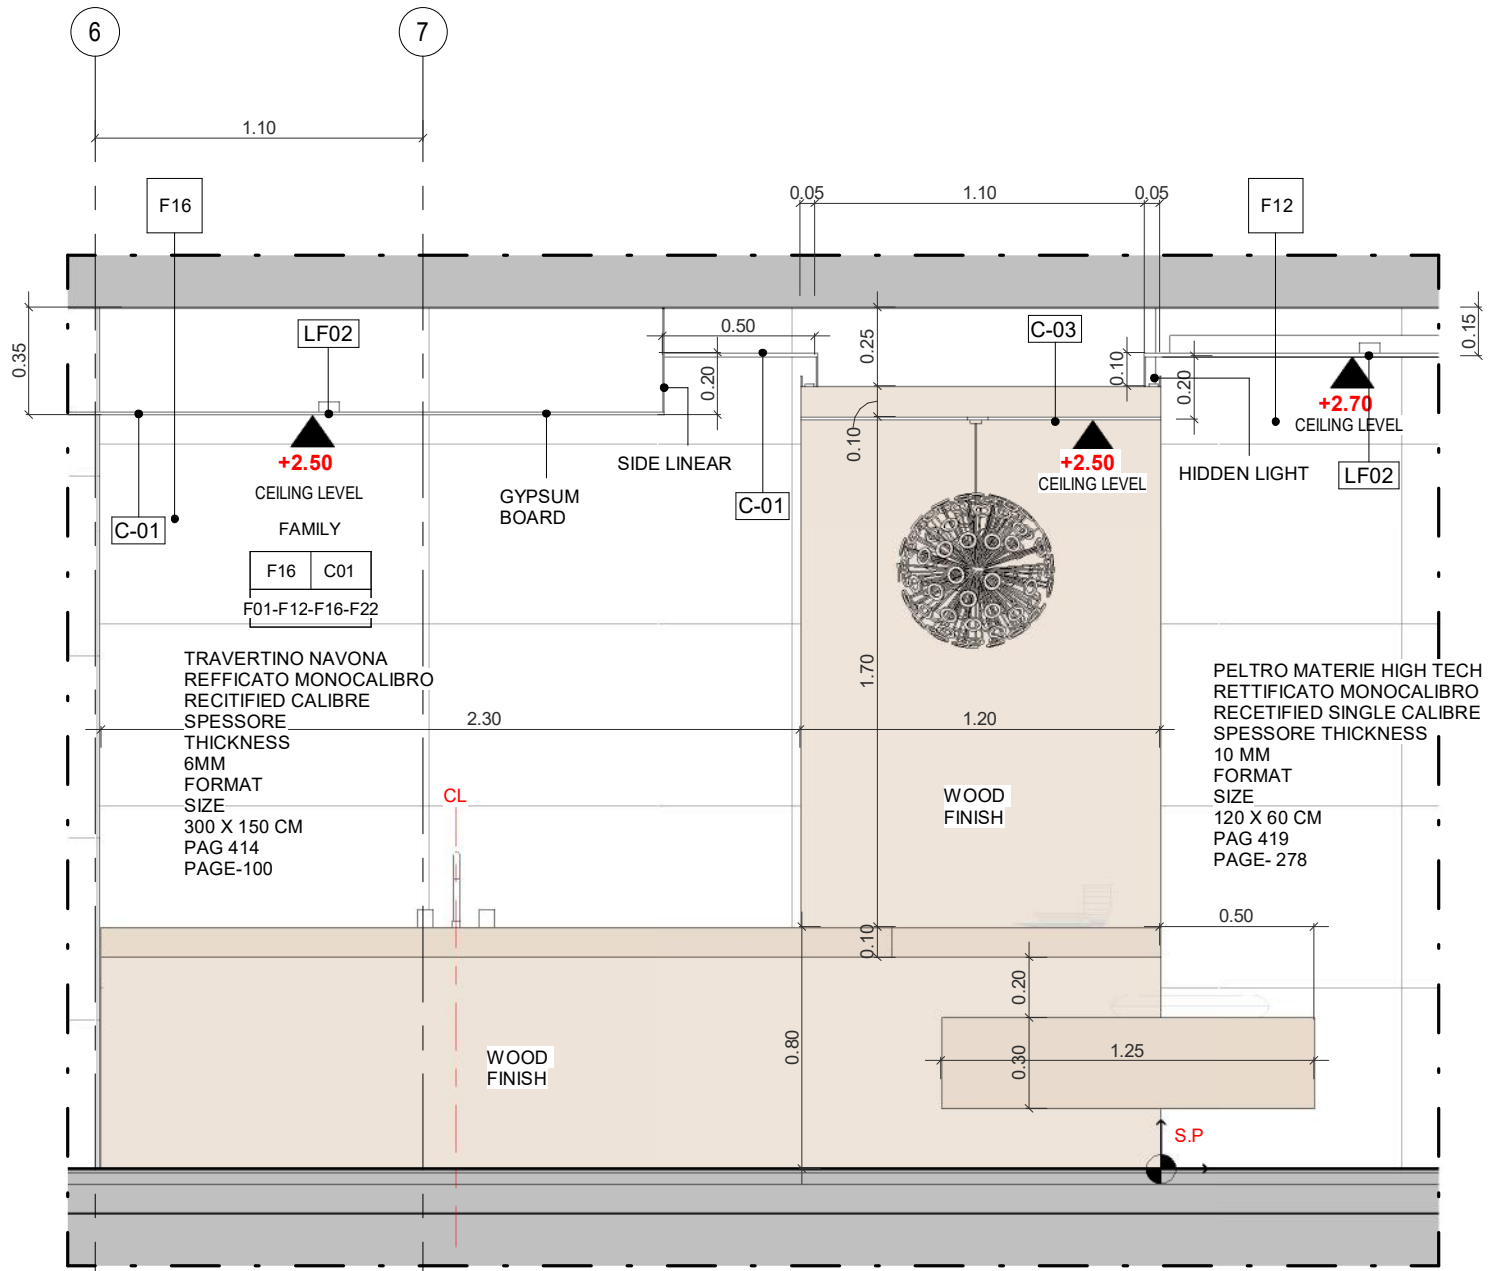 6
7
1.10
F16
0.05
1.10
0.05
F12
0.35
LF02
0.50
0.25
C-03
0.10
0.20
0.15
0.20
+2.70
CEILING LEVEL
0.10
+2.50
CEILING LEVEL
SIDE LINEAR
+2.50
CEILING LEVEL
HIDDEN LIGHT
LF02
GYPSUM
BOARD
C-01
C-01
FAMILY
F16 C01
F01-F12-F16-F22
TRAVERTINO NAVONA
REFFICATO MONOCALIBRO
RECITIFIED CALIBRE
SPESSORE
THICKNESS
6MM
FORMAT
SIZE
300 X 150 CM
PAG 414
PAGE-100
1.70
2.30
1.20
PELTRO MATERIE HIGH TECH
RETTIFICATO MONOCALIBRO
RECETIFIED SINGLE CALIBRE
SPESSORE THICKNESS
10 MM
FORMAT
SIZE
120 X 60 CM
PAG 419
PAGE- 278
CL
WOOD
FINISH
0.50
0.10
0.20
0.80
0.30
1.25
WOOD
FINISH
S.P